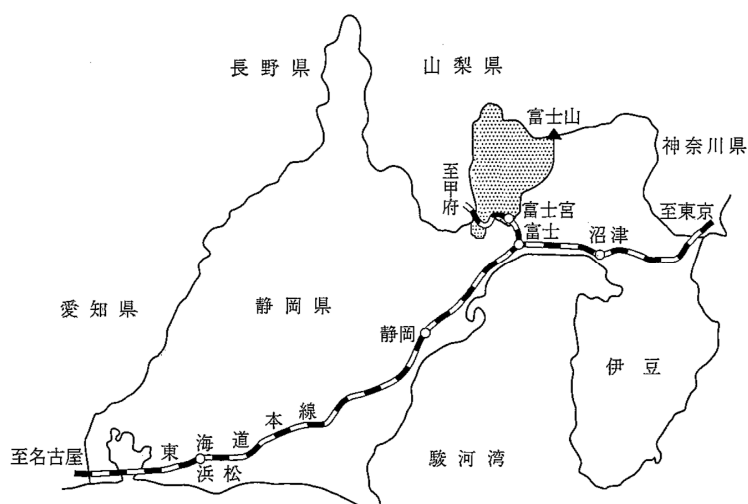 長野県
山梨県
富士山
神奈川県
至甲府
富士宮
至東京
富士
沼津
愛知県
静岡県
静岡
伊豆
東海道本線
至名古屋
浜松
駿河湾